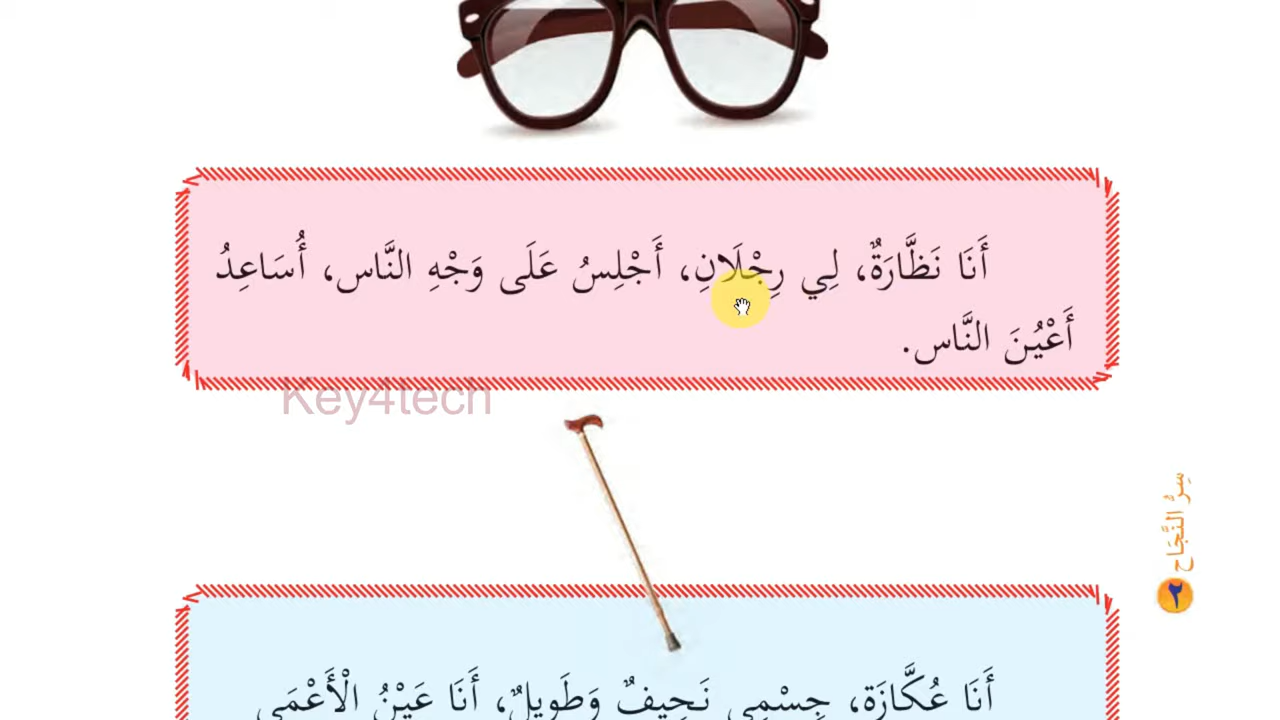 أَنَا نَظَّارَةٌ، لِي رِجْلَانِ، أَجْلِسُ عَلَى وَجْهِ النَّاس، أُسَاعِدُ
أَعْيُنَ النَّاس.
Key4tech
سِرُّ النَّجَاح ٢
أَنَا عُكَّازَة، جِسْمِي نَحِيفٌ وَطَوِيلٌ، أَنَا عَيْنُ الْأَعْمَى